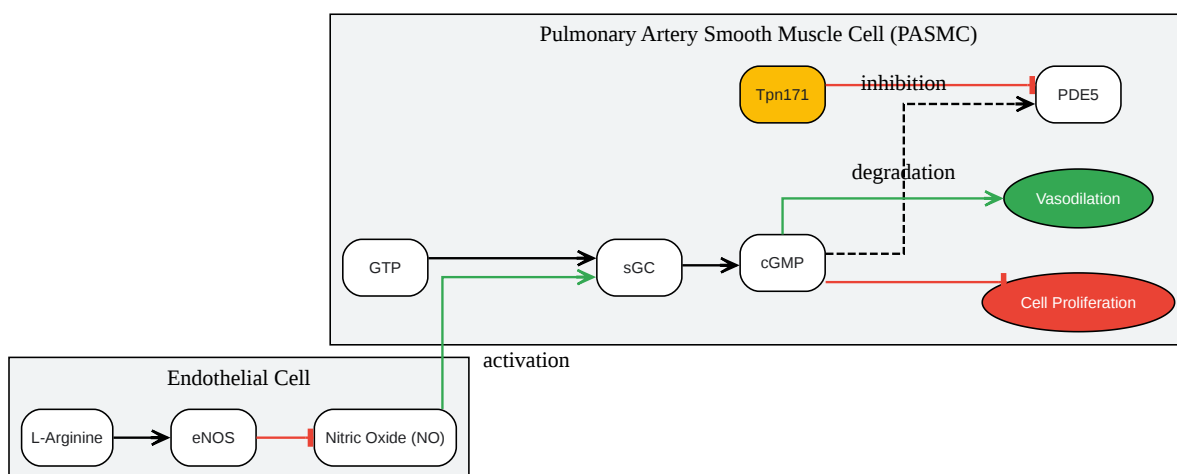 Pulmonary Artery Smooth Muscle Cell (PASMC)
Tpn171
inhibition
PDE5
degradation
Vasodilation
GTP
sGC
cGMP
Cell Proliferation
activation
Endothelial Cell
L-Arginine
eNOS
Nitric Oxide (NO)